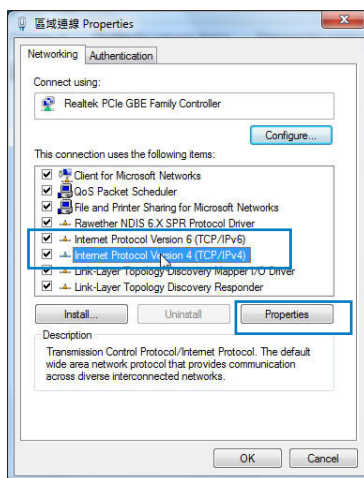 區域連線 Properties
Networking
Authentication
Connect using:
Realtek PCIe GBE Family Controller
Configure...
This connection uses the following items:
Client for Microsoft Networks
QoS Packet Scheduler
File and Printer Sharing for Microsoft Networks
Rawether NDIS 6.X SPR Protocol Driver
Internet Protocol Version 6 (TCP/IPv6)
Internet Protocol Version 4 (TCP/IPv4)
Link-Layer Topology Discovery Mapper I/O Driver
Link-Layer Topology Discovery Responder
Install...
Uninstall
Properties
Description
Transmission Control Protocol/Internet Protocol. The default
wide area network protocol that provides communication
across diverse interconnected networks.
OK
Cancel